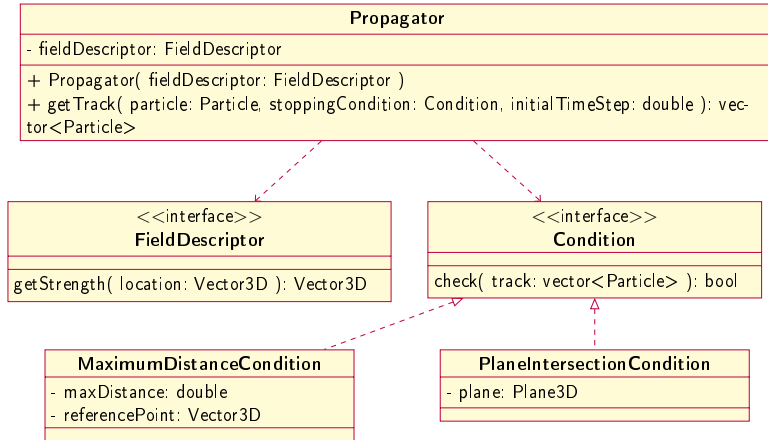 Propagator
- fieldDescriptor: FieldDescriptor
+ Propagator( fieldDescriptor: FieldDescriptor )
+ getTrack( particle: Particle, stoppingCondition: Condition, initialTimeStep: double ): vec-
tor<Particle>
<<interface>>
FieldDescriptor
getStrength( location: Vector3D ): Vector3D
<<interface>>
Condition
check( track: vector<Particle> ): bool
MaximumDistanceCondition
- maxDistance: double
- referencePoint: Vector3D
PlaneIntersectionCondition
- plane: Plane3D